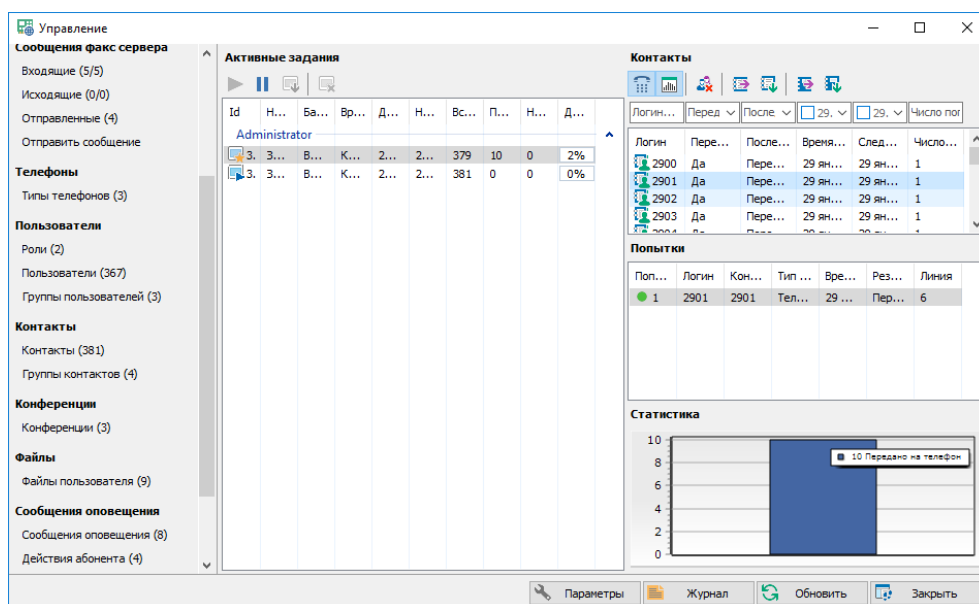 Управление
Сообщения факс сервера
Входящие (5/5)
Исходящие (0/0)
Отправленные (4)
Отправить сообщение
Телефоны
Типы телефонов (3)
Пользователи
Роли (2)
Пользователи (367)
Группы пользователей (3)
Контакты
Контакты (381)
Группы контактов (4)
Конференции
Конференции (3)
Файлы
Файлы пользователя (9)
Сообщения оповещения
Сообщения оповещения (8)
Действия абонента (4)
Активные задания
Id Н... Ба... Вр... Д... Н... Вс... П... Н... Д...
Administrator
3. З... В... К... 2... 2... 379 10 0 2%
3. З... В... К... 2... 2... 381 0 0 0%
Контакты
Логин... Перед После 29. 29. Число пог
Логин Пере... После... Время... След... Число...
2900 Да Пере... 29 ян... 29 ян... 1
2901 Да Пере... 29 ян... 29 ян... 1
2902 Да Пере... 29 ян... 29 ян... 1
2903 Да Пере... 29 ян... 29 ян... 1
Попытки
Поп... Логин Кон... Тип ... Вре... Рез... Линия
1 2901 2901 Тел... 29 ... Пер... 6
Статистика
10
8
6
4
2
0
10 Передано на телефон
Параметры Журнал Обновить Закрыть